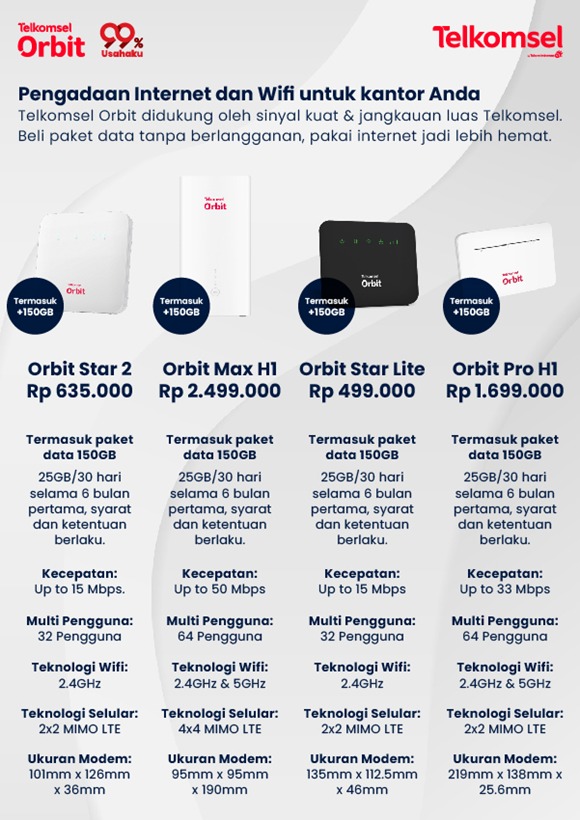 Telkomsel
Orbit
99%
Usahaku
Telkomsel
Pengadaan Internet dan Wifi untuk kantor Anda
Telkomsel Orbit didukung oleh sinyal kuat & jangkauan luas Telkomsel.
Beli paket data tanpa berlangganan, pakai internet jadi lebih hemat.
Telkomsel
Orbit
Termasuk
+150GB
Telkomsel
Orbit
Termasuk
+150GB
Telkomsel
Orbit
Termasuk
+150GB
Telkomsel
Orbit
Termasuk
+150GB
Orbit Star 2
Rp 635.000
Termasuk paket
data 150GB
25GB/30 hari
selama 6 bulan
pertama, syarat
dan ketentuan
berlaku.
Kecepatan:
Up to 15 Mbps.
Multi Pengguna:
32 Pengguna
Teknologi Wifi:
2.4GHz
Teknologi Selular:
2x2 MIMO LTE
Ukuran Modem:
101mm x 126mm
x 36mm
Orbit Max H1
Rp 2.499.000
Termasuk paket
data 150GB
25GB/30 hari
selama 6 bulan
pertama, syarat
dan ketentuan
berlaku.
Kecepatan:
Up to 50 Mbps
Multi Pengguna:
64 Pengguna
Teknologi Wifi:
2.4GHz & 5GHz
Teknologi Selular:
4x4 MIMO LTE
Ukuran Modem:
95mm x 95mm
x 190mm
Orbit Star Lite
Rp 499.000
Termasuk paket
data 150GB
25GB/30 hari
selama 6 bulan
pertama, syarat
dan ketentuan
berlaku.
Kecepatan:
Up to 15 Mbps
Multi Pengguna:
32 Pengguna
Teknologi Wifi:
2.4GHz
Teknologi Selular:
2x2 MIMO LTE
Ukuran Modem:
135mm x 112.5mm
x 46mm
Orbit Pro H1
Rp 1.699.000
Termasuk paket
data 150GB
25GB/30 hari
selama 6 bulan
pertama, syarat
dan ketentuan
berlaku.
Kecepatan:
Up to 33 Mbps
Multi Pengguna:
64 Pengguna
Teknologi Wifi:
2.4GHz & 5GHz
Teknologi Selular:
2x2 MIMO LTE
Ukuran Modem:
219mm x 138mm x
25.6mm